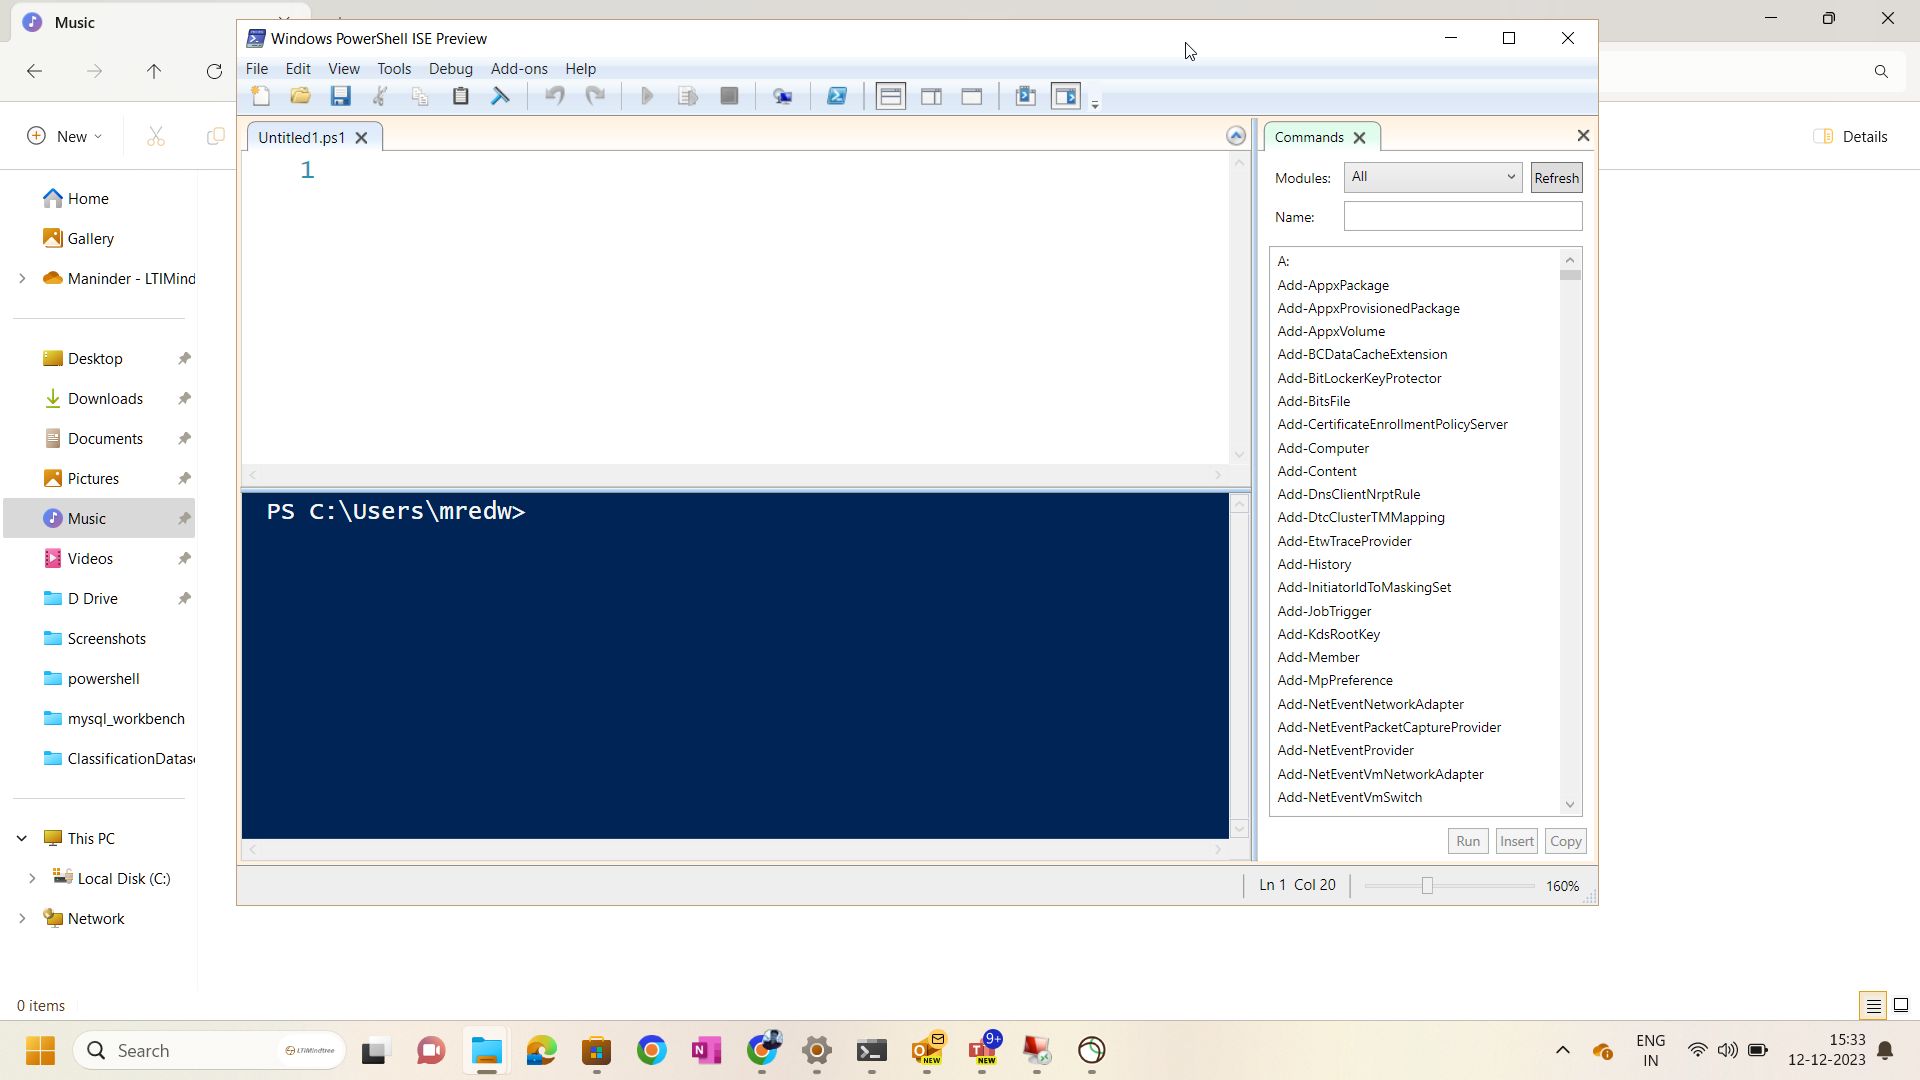 Music
Windows PowerShell ISE Preview
File Edit View Tools Debug Add-ons Help
New
Details
Untitled1.ps1
1
Commands
Modules: All Refresh
Name:
A:
Add-AppxPackage
Add-AppxProvisionedPackage
Add-AppxVolume
Add-BCDataCacheExtension
Add-BitLockerKeyProtector
Add-BitsFile
Add-CertificateEnrollmentPolicyServer
Add-Computer
Add-Content
Add-DnsClientNrptRule
Add-DtcClusterTMMapping
Add-EtwTraceProvider
Add-History
Add-InitiatorIdToMaskingSet
Add-JobTrigger
Add-KdsRootKey
Add-Member
Add-MpPreference
Add-NetEventNetworkAdapter
Add-NetEventPacketCaptureProvider
Add-NetEventProvider
Add-NetEventVmNetworkAdapter
Add-NetEventVmSwitch
Run Insert Copy
PS C:\Users\mredw>
Ln 1 Col 20
160%
Home
Gallery
Maninder - LTIMind
Desktop
Downloads
Documents
Pictures
Music
Videos
D Drive
Screenshots
powershell
mysql_workbench
ClassificationDatas
This PC
Local Disk (C:)
Network
0 items
Search
LTIMindtree
NEW
9+
NEW
ENG
IN
15:33
12-12-2023